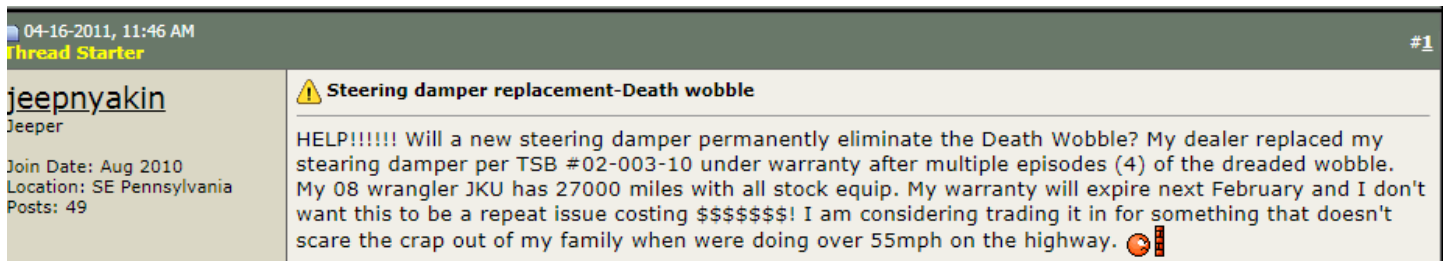 04-16-2011, 11:46 AM
Thread Starter
#1
jeepnyakin
Jeeper
Join Date: Aug 2010
Location: SE Pennsylvania
Posts: 49
Steering damper replacement-Death wobble
HELP!!!!!! Will a new steering damper permanently eliminate the Death Wobble? My dealer replaced my
stearing damper per TSB #02-003-10 under warranty after multiple episodes (4) of the dreaded wobble.
My 08 wrangler JKU has 27000 miles with all stock equip. My warranty will expire next February and I don't
want this to be a repeat issue costing $$$$$$$! I am considering trading it in for something that doesn't
scare the crap out of my family when were doing over 55mph on the highway.